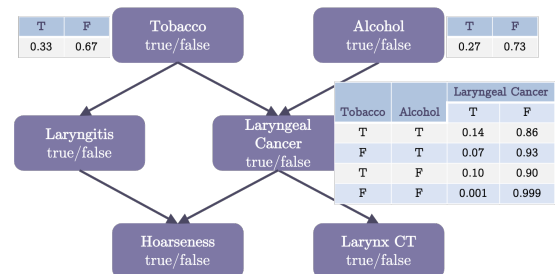 T F
0.33 0.67
Tobacco
true/false
Alcohol
true/false
T F
0.27 0.73
Laryngitis
true/false
Laryngeal
Cancer
true/false
Laryngeal Cancer
Tobacco Alcohol T F
T T 0.14 0.86
F T 0.07 0.93
T F 0.10 0.90
F F 0.001 0.999
Hoarseness
true/false
Larynx CT
true/false